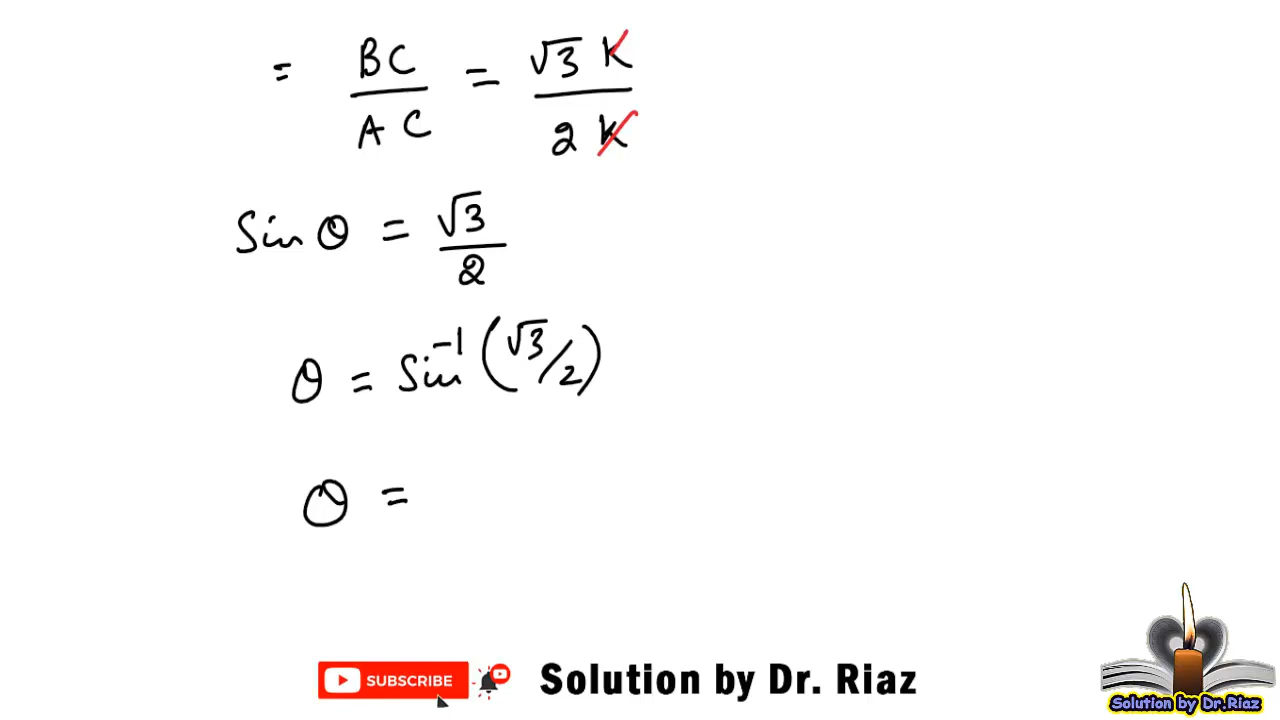 = BC/AC = √3 K/2 K
Sin θ = √3/2
θ = Sin⁻¹ (√3/2)
θ =
SUBSCRIBE
Solution by Dr. Riaz
Solution by Dr.Riaz